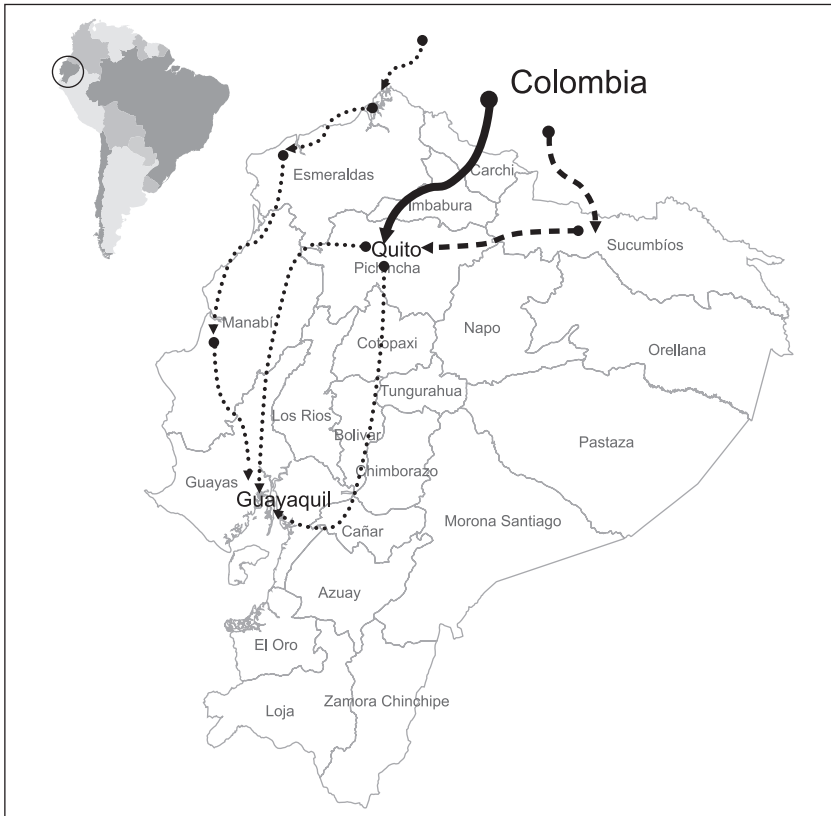 Colombia
Esmeraldas
Carchi
Imbabura
Sucumbíos
Quito
Pichincha
Manabí
Napo
Cotopaxi
Orellana
Tungurahua
Los Rios
Bolivar
Pastaza
Chimborazo
Guayas
Guayaquil
Morona Santiago
Cañar
Azuay
El Oro
Zamora Chinchipe
Loja